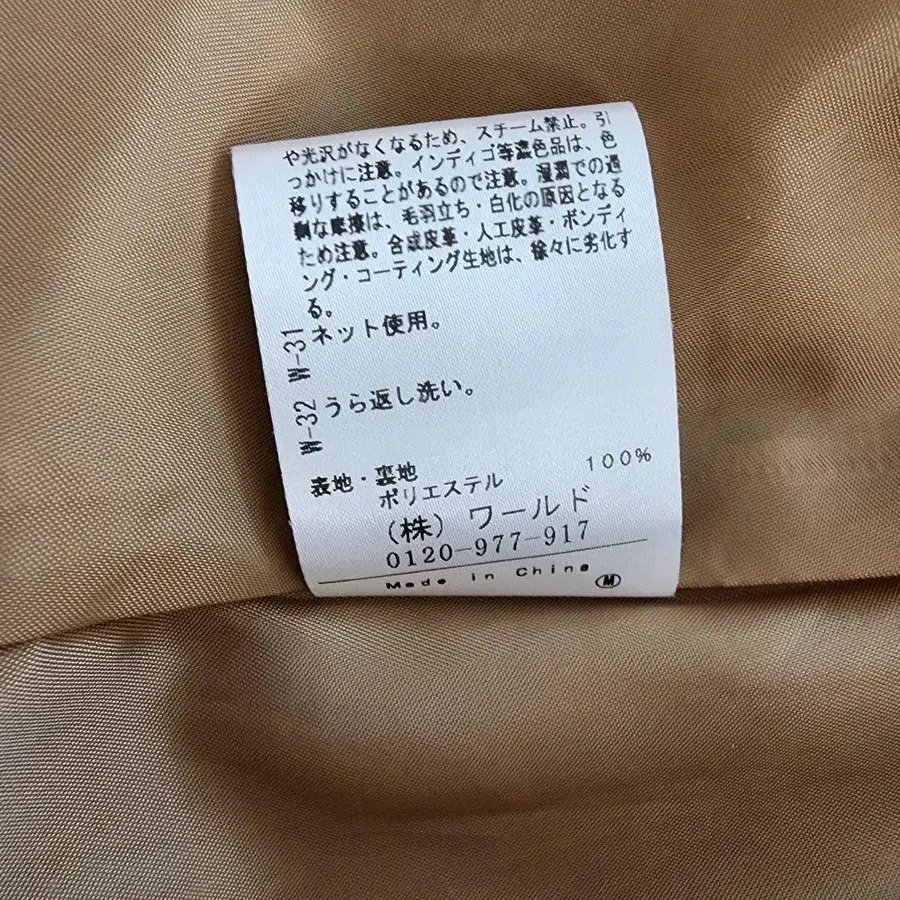 や光沢がなくなるため、スチーム禁止。引
っかけに注意。インディゴ等濃色品は、色
移りすることがあるので注意。湿潤での過
剰な摩擦は、毛羽立ち・白化の原因となる
ため注意。合成皮革・人工皮革・ボンディ
ング・コーティング生地は、徐々に劣化す
る。
W-31 ネット使用。
W-32 うら返し洗い。
表地・裏地
ポリエステル 100%
(株) ワールド
0120-977-917
Made in China Ⓜ